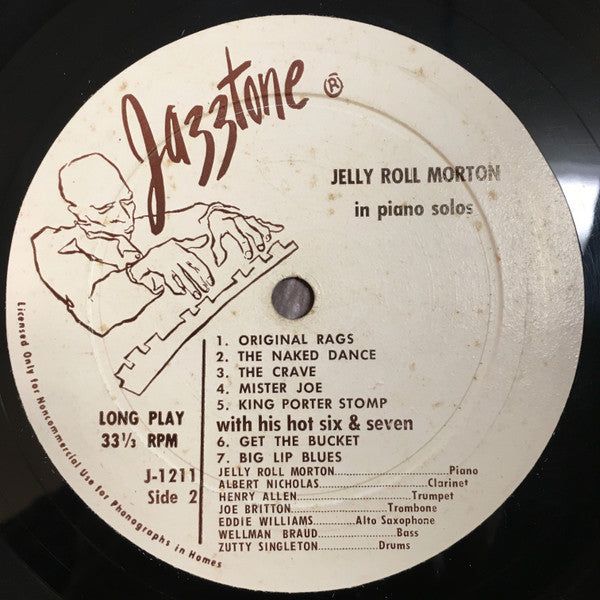 Jazztone ®
JELLY ROLL MORTON
in piano solos
1. ORIGINAL RAGS
2. THE NAKED DANCE
3. THE CRAVE
4. MISTER JOE
5. KING PORTER STOMP
with his hot six & seven
6. GET THE BUCKET
7. BIG LIP BLUES
JELLY ROLL MORTON....................Piano
ALBERT NICHOLAS....................Clarinet
HENRY ALLEN....................Trumpet
JOE BRITTON....................Trombone
EDDIE WILLIAMS..........Alto Saxophone
WELLMAN BRAUD....................Bass
ZUTTY SINGLETON...............Drums
LONG PLAY
33⅓ RPM
J-1211
Side 2
Licensed Only for Noncommercial Use for Phonographs in Homes